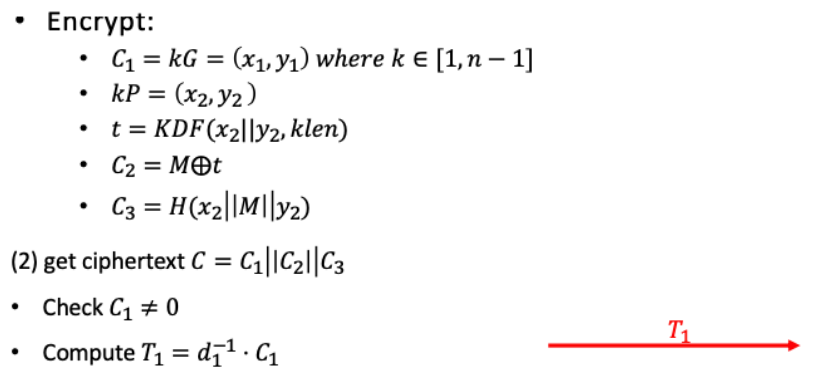 • Encrypt:
• C₁ = kG = (x₁, y₁) where k ∈ [1, n − 1]
• kP = (x₂, y₂)
• t = KDF(x₂||y₂, klen)
• C₂ = M⊕t
• C₃ = H(x₂||M||y₂)
(2) get ciphertext C = C₁||C₂||C₃
• Check C₁ ≠ 0
• Compute T₁ = d₁⁻¹ · C₁
T₁